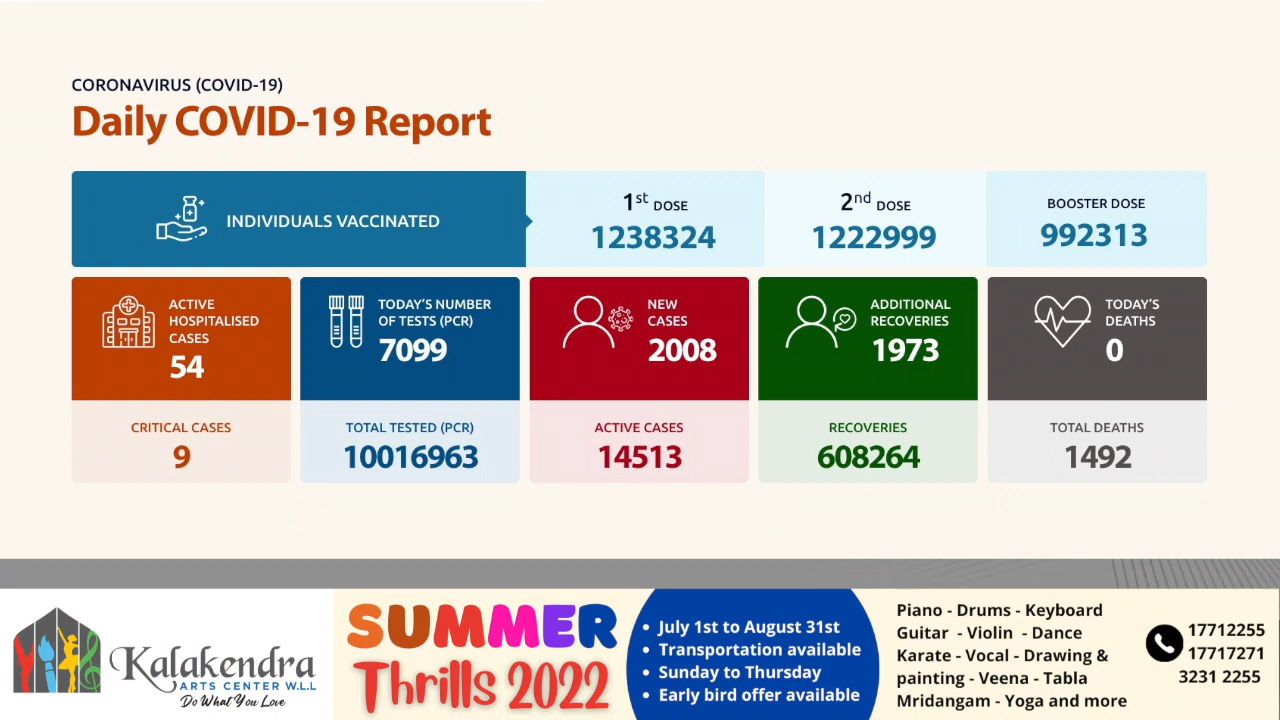 CORONAVIRUS (COVID-19)
Daily COVID-19 Report
INDIVIDUALS VACCINATED
1st DOSE
1238324
2nd DOSE
1222999
BOOSTER DOSE
992313
ACTIVE
HOSPITALISED
CASES
54
CRITICAL CASES
9
TODAY'S NUMBER
OF TESTS (PCR)
7099
TOTAL TESTED (PCR)
10016963
NEW
CASES
2008
ACTIVE CASES
14513
ADDITIONAL
RECOVERIES
1973
RECOVERIES
608264
TODAY'S
DEATHS
0
TOTAL DEATHS
1492
Kalakendra
ARTS CENTER W.L.L
Do What You Love
SUMMER
Thrills 2022
• July 1st to August 31st
• Transportation available
• Sunday to Thursday
• Early bird offer available
Piano - Drums - Keyboard
Guitar - Violin - Dance
Karate - Vocal - Drawing &
painting - Veena - Tabla
Mridangam - Yoga and more
17712255
17717271
3231 2255